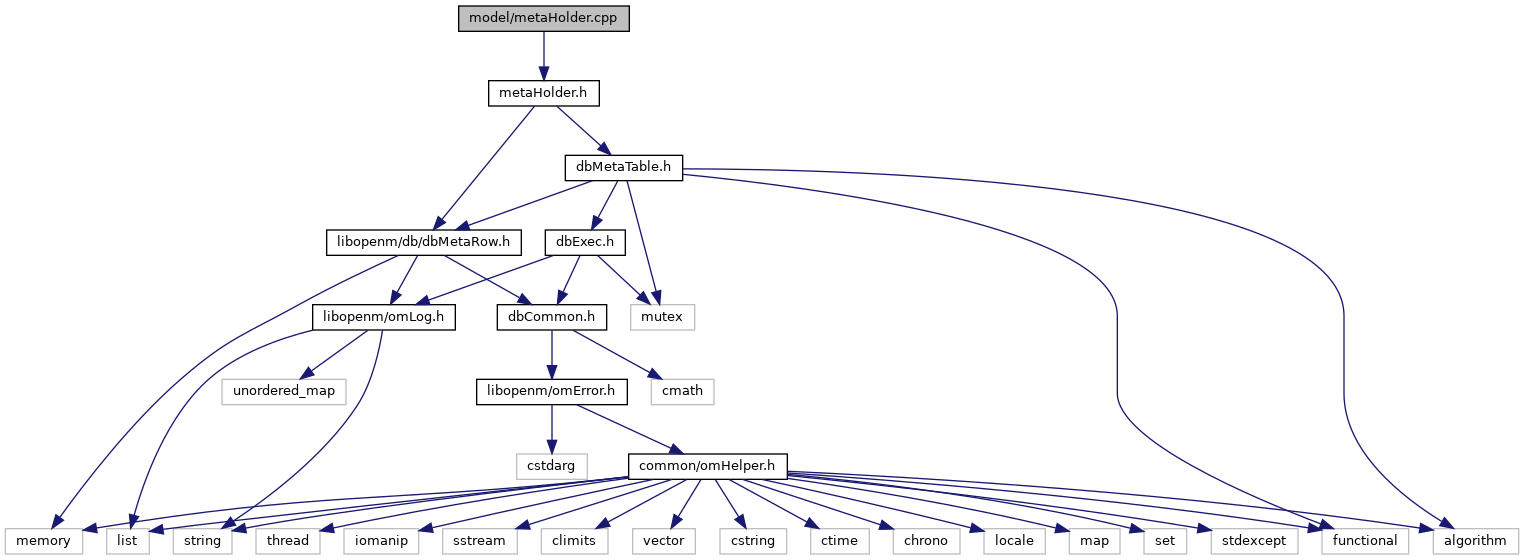 model/metaHolder.cpp
metaHolder.h
dbMetaTable.h
libopenm/db/dbMetaRow.h
dbExec.h
libopenm/omLog.h
dbCommon.h
mutex
unordered_map
libopenm/omError.h
cmath
cstdarg
common/omHelper.h
memory
list
string
thread
iomanip
sstream
climits
vector
cstring
ctime
chrono
locale
map
set
stdexcept
functional
algorithm